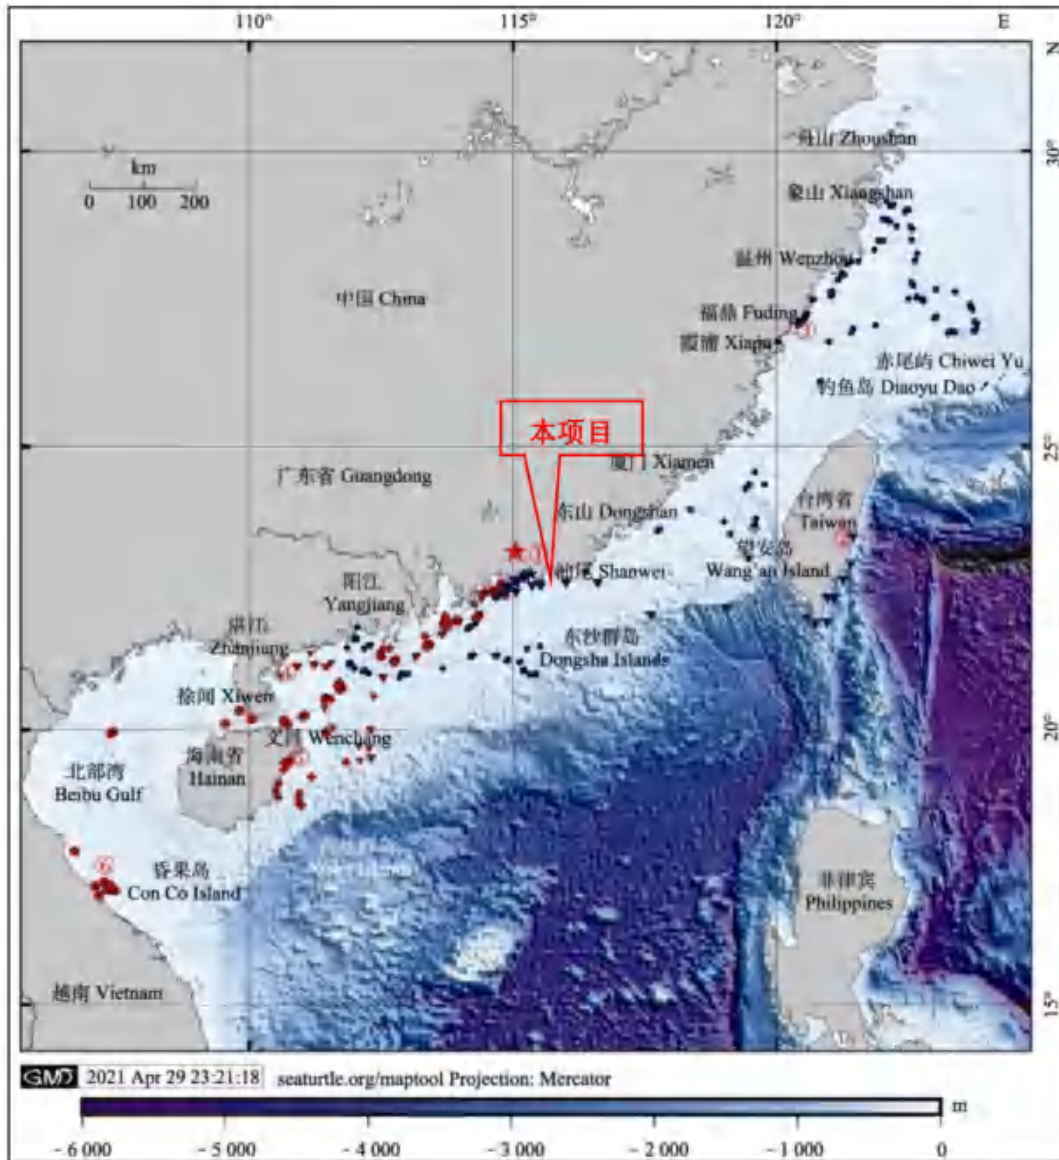 110° 115° 120° E
N
舟山 Zhoushan
30°
km
0 100 200
象山 Xiangshan
温州 Wenzhou
中国 China
福鼎 Fuding
霞浦 Xiapu
赤尾屿 Chiwei Yu
钓鱼岛 Diaoyu Dao
本项目
25°
厦门 Xiamen
广东省 Guangdong
台湾省
Taiwan
东山 Dongshan
望安岛
Wang'an Island
汕尾 Shanwei
阳江
Yangjiang
湛江
Zhanjiang
东沙群岛
Dongsha Islands
徐闻 Xiwen
20°
文昌 Wenchang
海南省
Hainan
北部湾
Beibu Gulf
⑥
昏果岛
Con Co Island
菲律宾
Philippines
越南 Vietnam
15°
GMD 2021 Apr 29 23:21:18 seaturtle.org/maptool Projection: Mercator
m
-6 000 -5 000 -4 000 -3 000 -2 000 -1 000 0